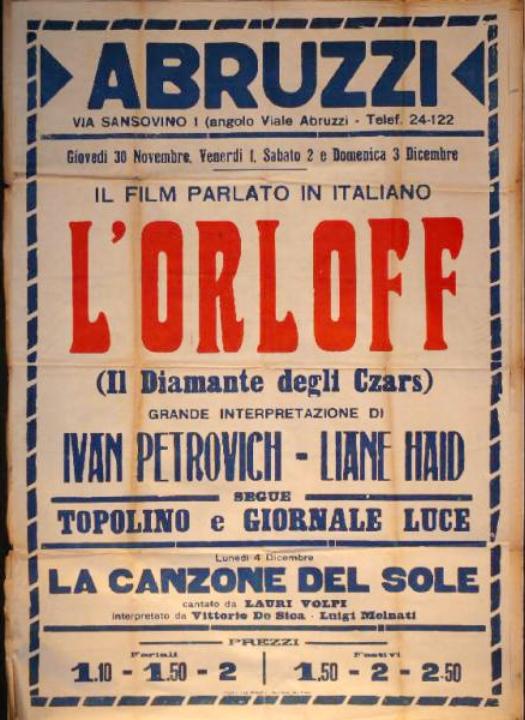 ABRUZZI
VIA SANSOVINO 1 (angolo Viale Abruzzi - Telef. 24-122
Giovedi 30 Novembre, Venerdi 1, Sabato 2 e Domenica 3 Dicembre
IL FILM PARLATO IN ITALIANO
L'ORLOFF
(Il Diamante degli Czars)
GRANDE INTERPRETAZIONE DI
IVAN PETROVICH - LIANE HAID
SEGUE
TOPOLINO e GIORNALE LUCE
Lunedi 4 Dicembre
LA CANZONE DEL SOLE
cantato da LAURI VOLPI
interpretato da Vittorio De Sica - Luigi Melnati
PREZZI
Feriali Festivi
1.10 - 1.50 - 2 1.50 - 2 - 2.50